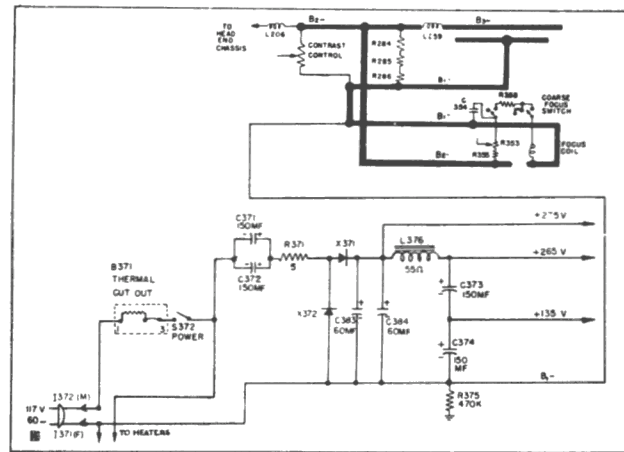 TO
HEAD
END
CHASSIS
L206
B2-
L259
B3-
CONTRAST
CONTROL
R284
R285
R286
B1-
C
354
R388
COARSE
FOCUS
SWITCH
B1-
R353
R355
FOCUS
COIL
B2-
C371
150MF
C372
150MF
R371
5
X371
L376
55Ω
+265 V
+135 V
B371
THERMAL
CUT OUT
1
3
S372
POWER
X372
C383
60MF
C384
60MF
C373
150MF
C374
150
MF
R375
470K
B1-
J372 (M)
117 V
60~
J371(F)
TO HEATERS